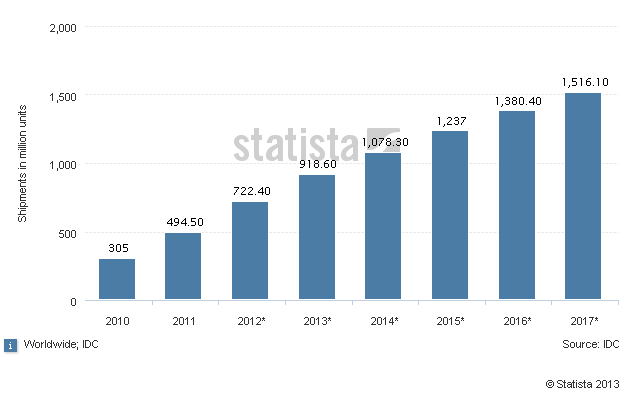 2,000
1,500
1,000
500
0
Shipments in million units
statista
305
494.50
722.40
918.60
1,078.30
1,237
1,380.40
1,516.10
2010 2011 2012* 2013* 2014* 2015* 2016* 2017*
i Worldwide; IDC
Source: IDC
© Statista 2013